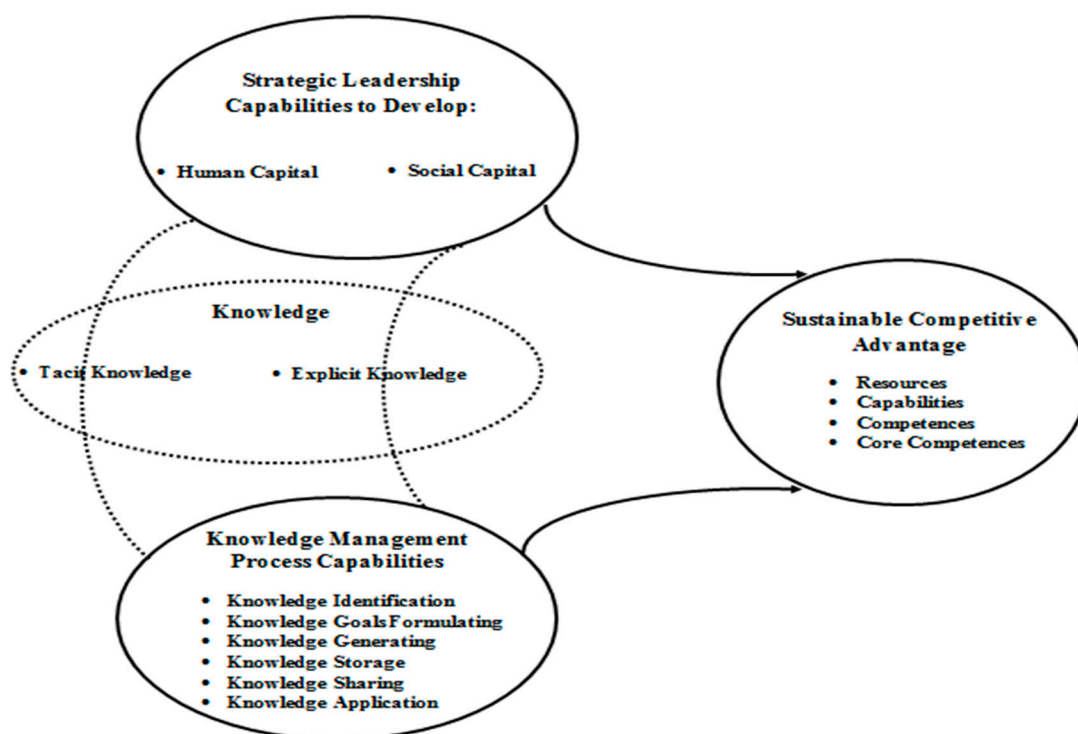 Strategic Leadership
Capabilities to Develop:
• Human Capital
• Social Capital
Knowledge
• Tacit Knowledge
• Explicit Knowledge
Sustainable Competitive
Advantage
• Resources
• Capabilities
• Competences
• Core Competences
Knowledge Management
Process Capabilities
• Knowledge Identification
• Knowledge Goals Formulating
• Knowledge Generating
• Knowledge Storage
• Knowledge Sharing
• Knowledge Application